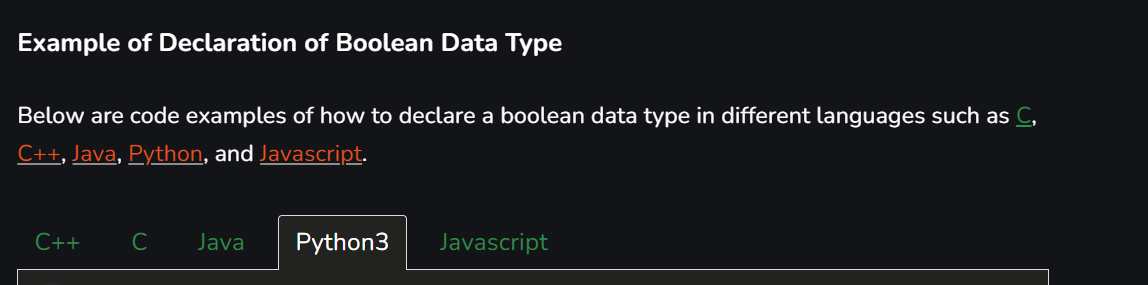 Example of Declaration of Boolean Data Type
Below are code examples of how to declare a boolean data type in different languages such as C,
C++, Java, Python, and Javascript.
C++ C Java Python3 Javascript